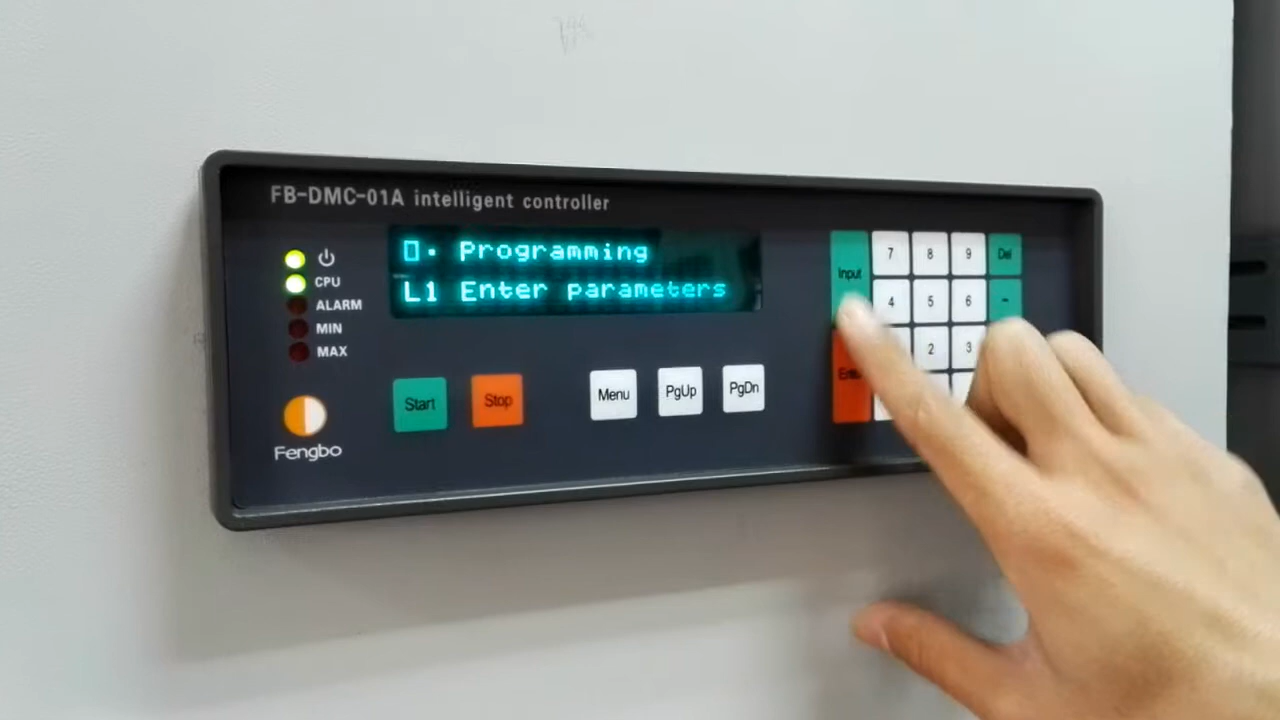 FB-DMC-01A intelligent controller
CPU
ALARM
MIN
MAX
Fengbo
Programming
L1 Enter parameters
Start
Stop
Menu
PgUp
PgDn
Input
7
8
9
Del
4
5
6
-
2
3